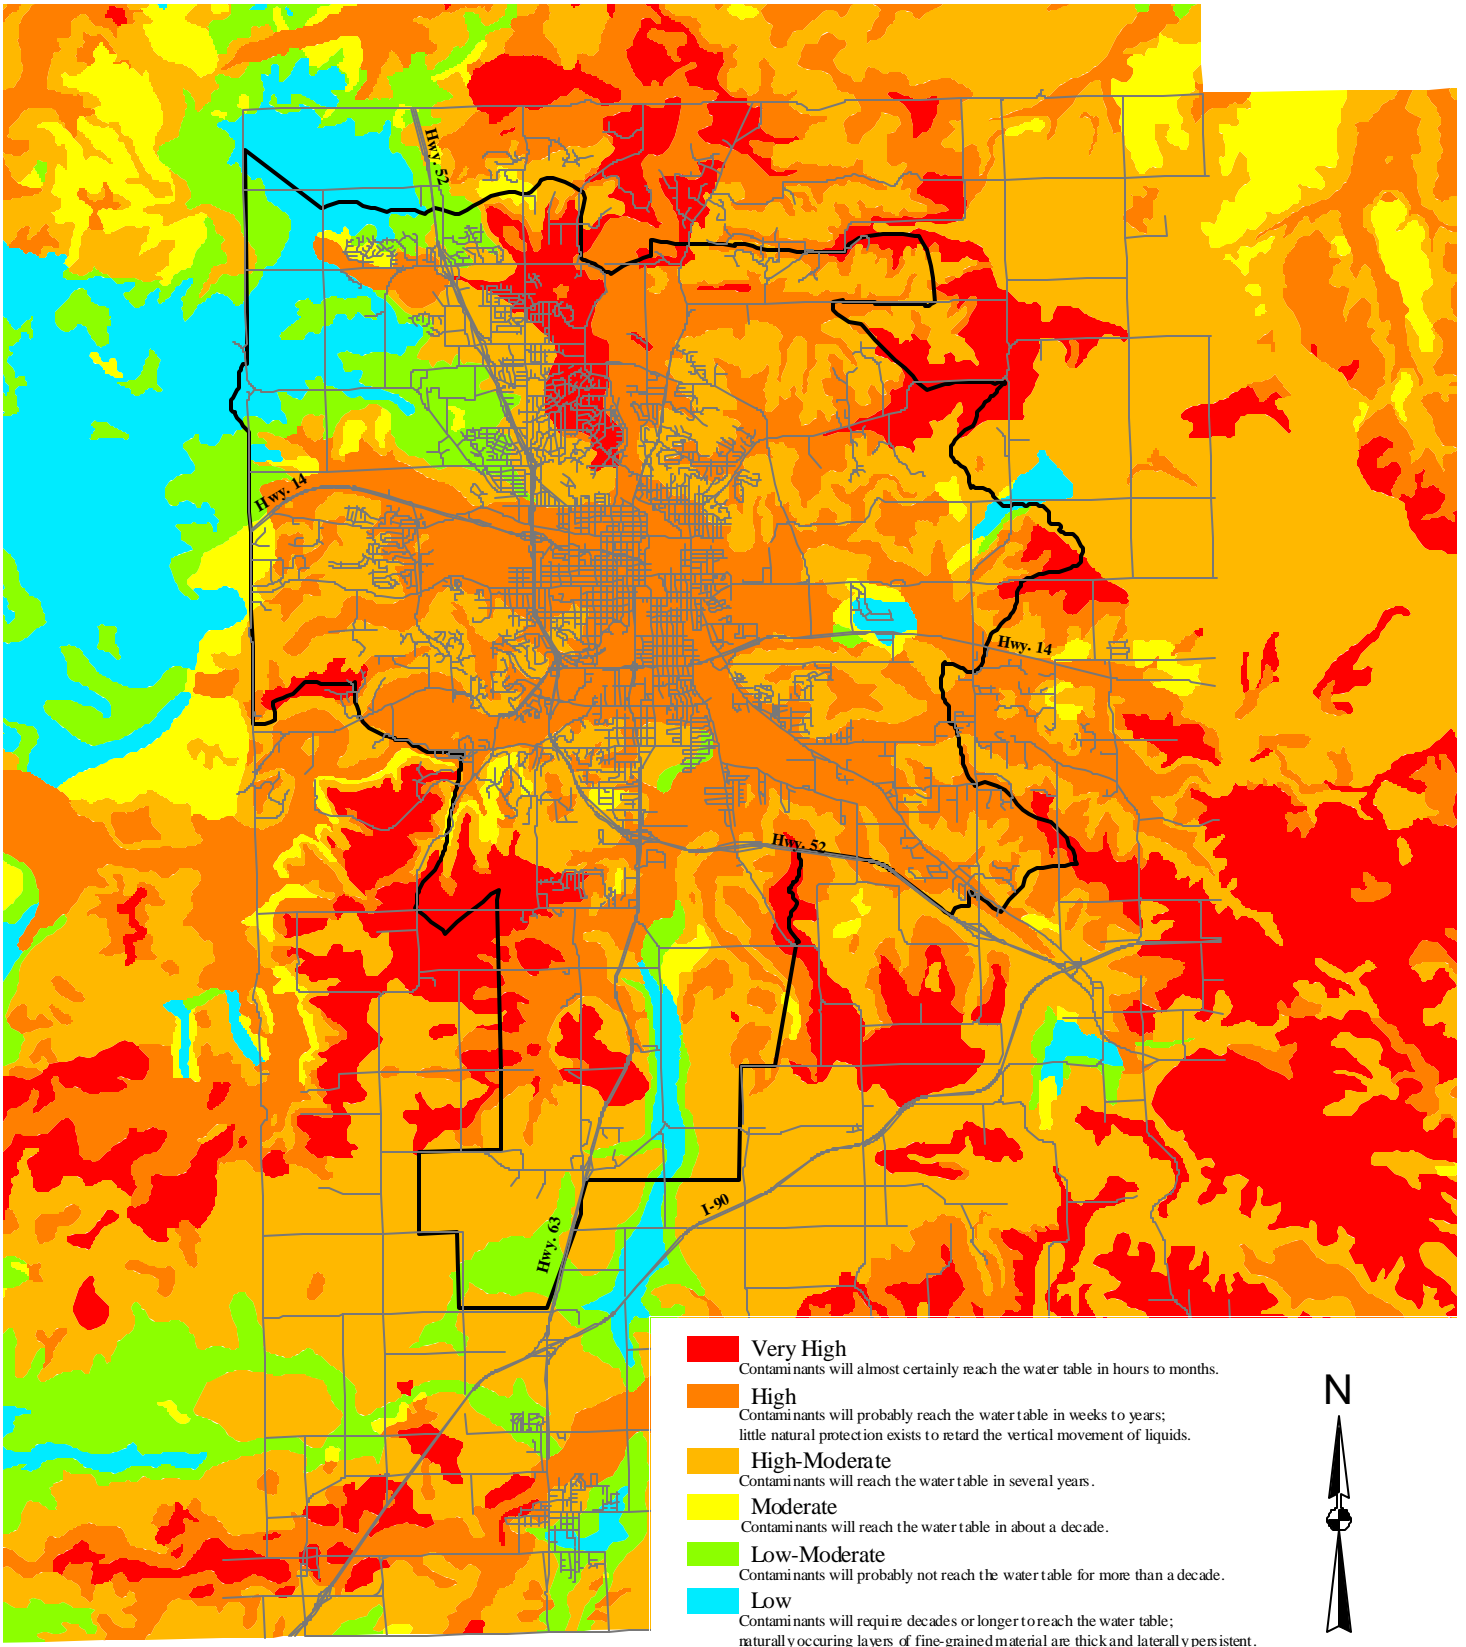 Hwy. 52
Hwy. 14
Hwy. 14
Hwy. 52
I-90
Hwy. 63
Very High
Contaminants will almost certainly reach the water table in hours to months.
High
Contaminants will probably reach the water table in weeks to years;
little natural protection exists to retard the vertical movement of liquids.
High-Moderate
Contaminants will reach the water table in several years.
Moderate
Contaminants will reach the water table in about a decade.
Low-Moderate
Contaminants will probably not reach the water table for more than a decade.
Low
Contaminants will require decades or longer to reach the water table;
naturally occuring layers of fine-grained material are thick and laterally persistent.
N